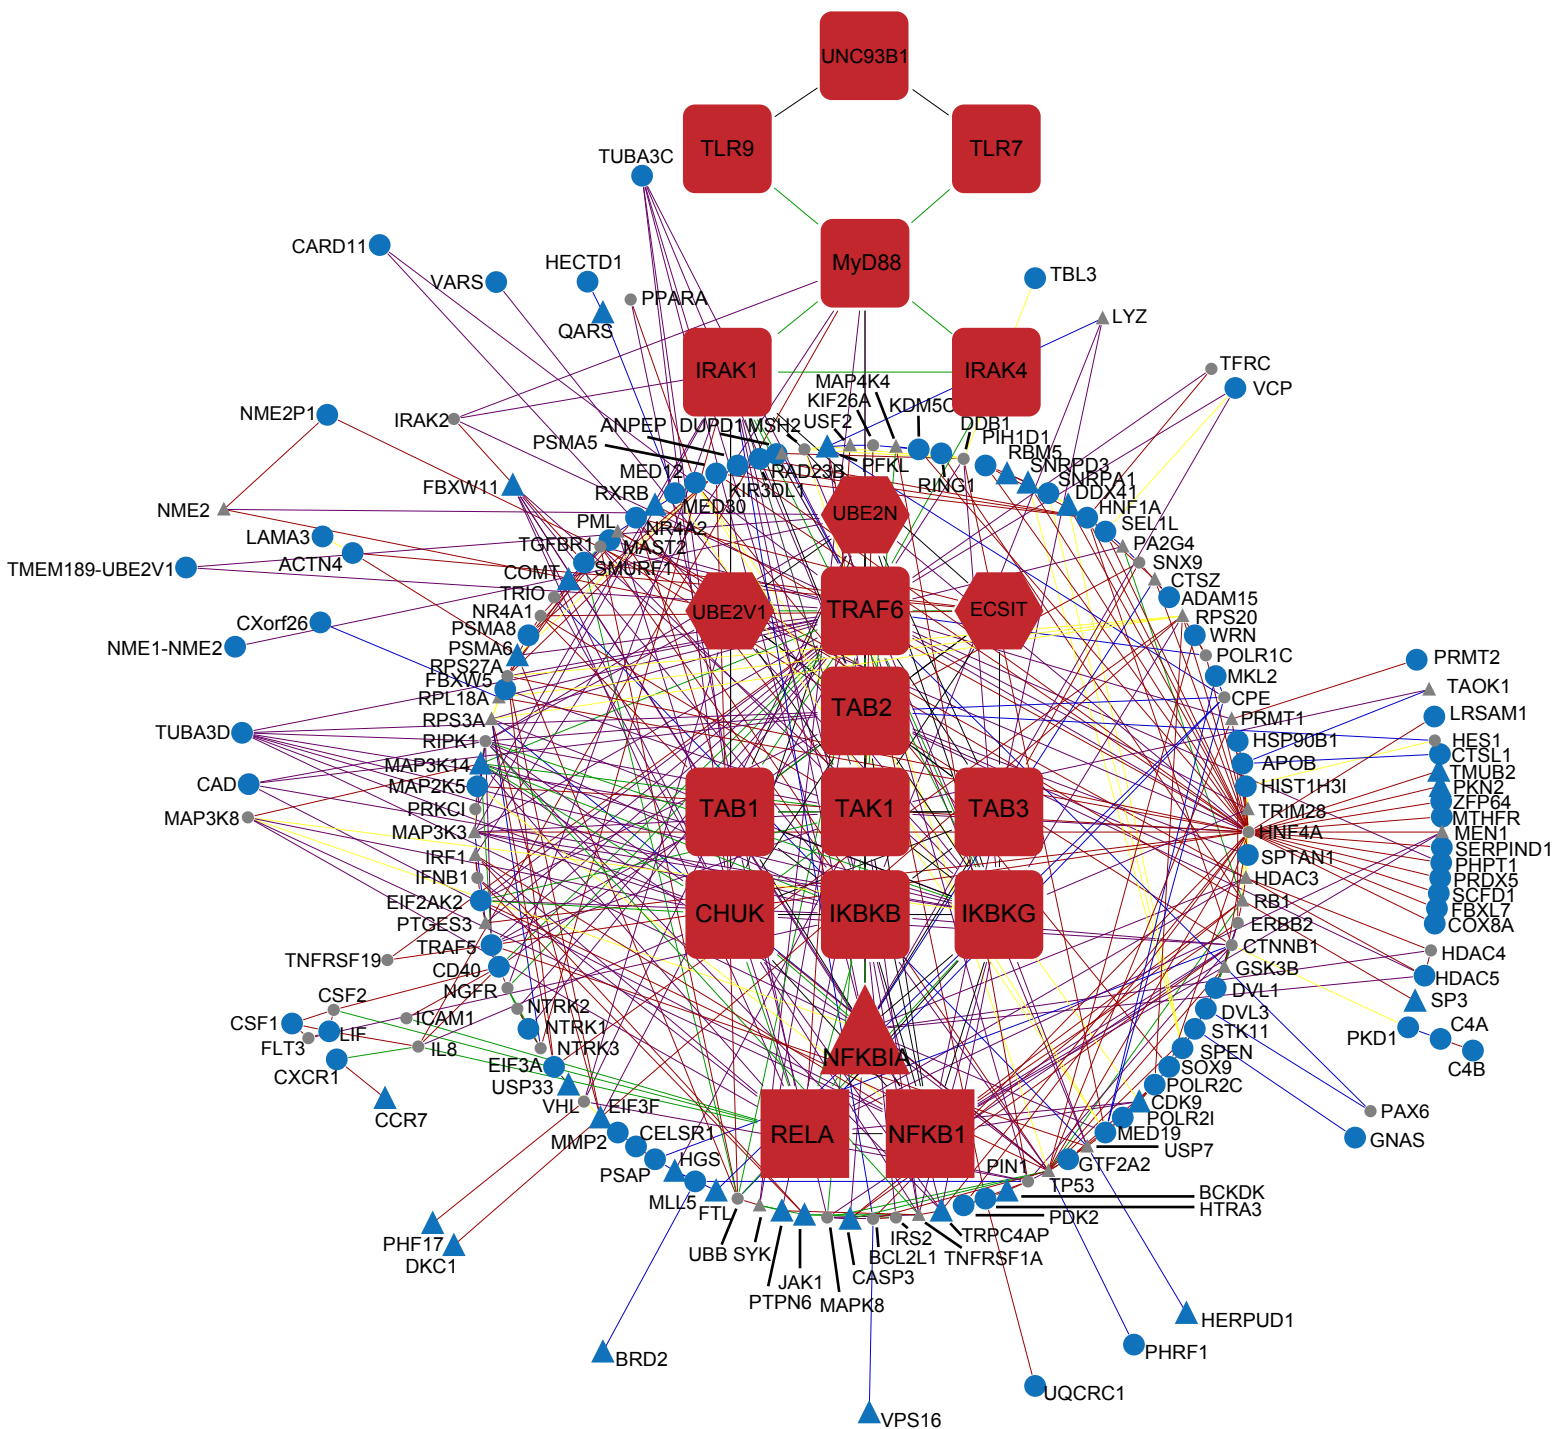 UNC93B1
TLR9
TLR7
TUBA3C
CARD11
MyD88
HECTD1
VARS
TBL3
PPARA
QARS
LYZ
IRAK1
IRAK4
TFRC
VCP
MAP4K4
KIF26A
KDM5C
NME2P1
IRAK2
ANPEP
DUPD1
MSH2
USF2
DDB1
PSMA5
PIH1D1
RBM5
MED12
RAD23B
PFKL
SNRPD3
FBXW11
RXRB
KIR3DL1
RING1
SNRPA1
DDX41
MED30
UBE2N
HNF1A
NME2
PML
NR4A2
SEL1L
LAMA3
TGFBR1
MAST2
PA2G4
ACTN4
SMURF1
SNX9
TMEM189-UBE2V1
COMT
CTSZ
TRIO
UBE2V1
TRAF6
ECSIT
ADAM15
NR4A1
RPS20
CXorf26
PSMA8
WRN
NME1-NME2
PSMA6
POLR1C
PRMT2
RPS27A
MKL2
FBXW5
TAOK1
RPL18A
CPE
TAB2
LRSAM1
RPS3A
PRMT1
TUBA3D
RIPK1
HSP90B1
HES1
CTSL1
MAP3K14
APOB
TMUB2
CAD
MAP2K5
HIST1H3I
PKN2
ZFP64
PRKCI
TAB1
TAK1
TAB3
TRIM28
MTHFR
MAP3K8
MAP3K3
HNF4A
MEN1
IRF1
SPTAN1
SERPIND1
PHPT1
IFNB1
HDAC3
PRDX5
EIF2AK2
RB1
SCFD1
CHUK
IKBKB
IKBKG
FBXL7
PTGES3
ERBB2
COX8A
TRAF5
CTNNB1
TNFRSF19
CD40
HDAC4
GSK3B
HDAC5
NGFR
CSF2
DVL1
SP3
NTRK2
ICAM1
DVL3
CSF1
LIF
NTRK1
STK11
PKD1
C4A
FLT3
IL8
NTRK3
NFKBIA
SPEN
CXCR1
EIF3A
SOX9
C4B
USP33
POLR2C
CCR7
VHL
EIF3F
CDK9
PAX6
POLR2I
MMP2
CELSR1
RELA
NFKB1
MED19
GNAS
USP7
PSAP
HGS
PIN1
GTF2A2
MLL5
TP53
BCKDK
FTL
HTRA3
PDK2
PHF17
UBB
SYK
IRS2
TRPC4AP
DKC1
BCL2L1
TNFRSF1A
JAK1
CASP3
PTPN6
MAPK8
HERPUD1
BRD2
PHRF1
UQCRC1
VPS16